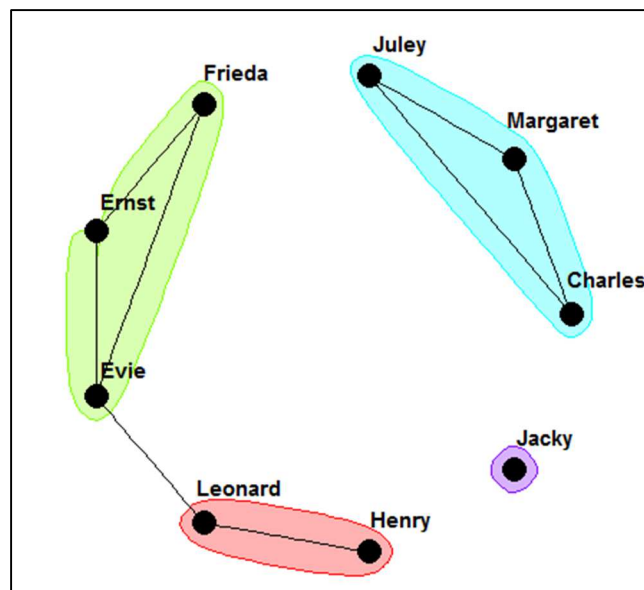 Juley
Frieda
Margaret
Ernst
Charles
Evie
Jacky
Leonard
Henry